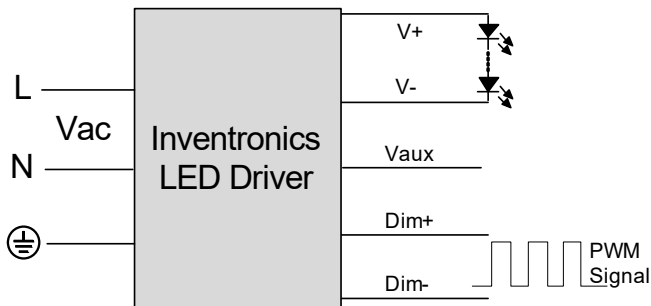 V+
L
V-
Vac
Inventronics
LED Driver
N
Vaux
Dim+
PWM
Signal
Dim-